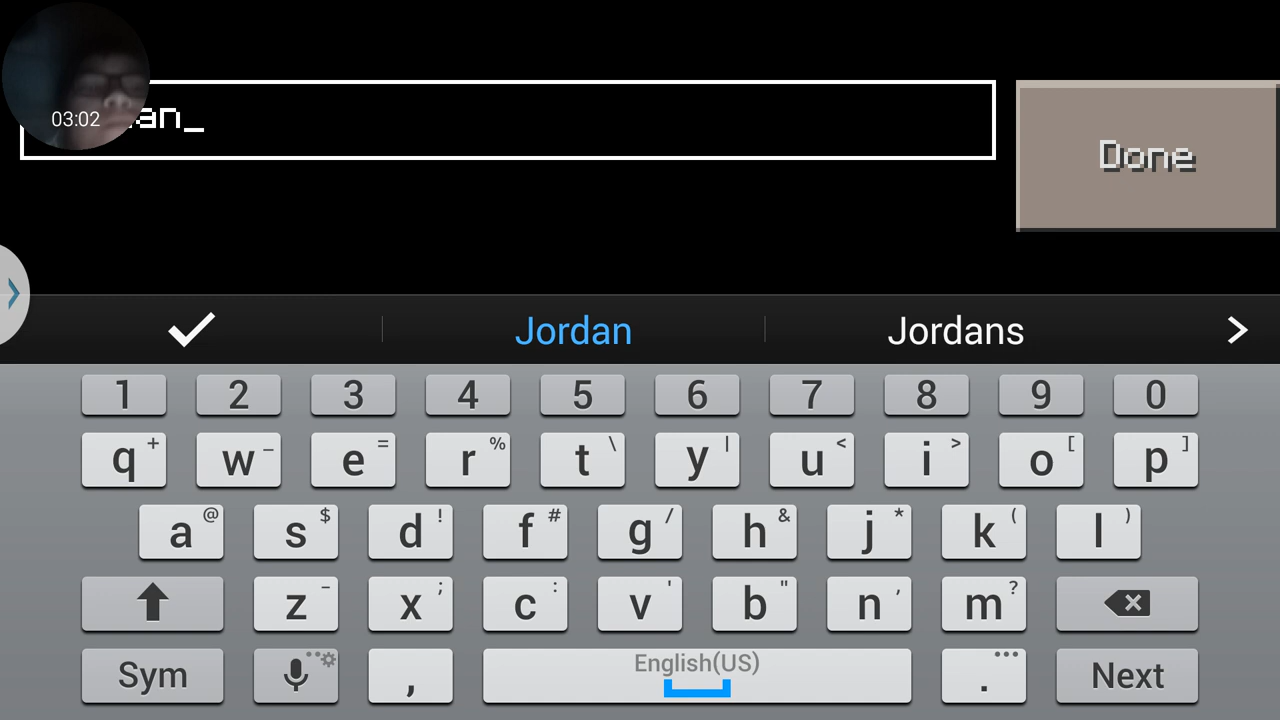 03:02
an_
Done
Jordan Jordans
1 2 3 4 5 6 7 8 9 0
q + w _ e = r % t \ y | u < i > o [ p ]
a @ s $ d ! f # g / h & j * k ( l )
z - x ; c : v ' b " n , m ?
Sym , English(US) . Next